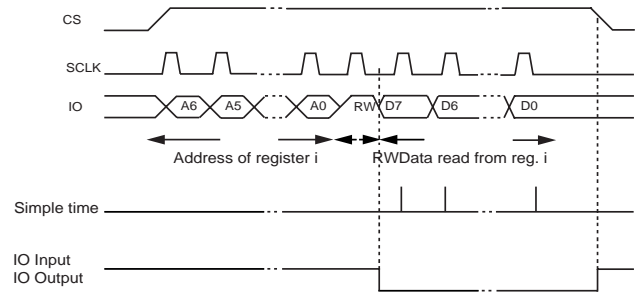 CS
SCLK
IO A6 A5 A0 RW D7 D6 D0
Address of register i RWData read from reg. i
Simple time
IO Input
IO Output